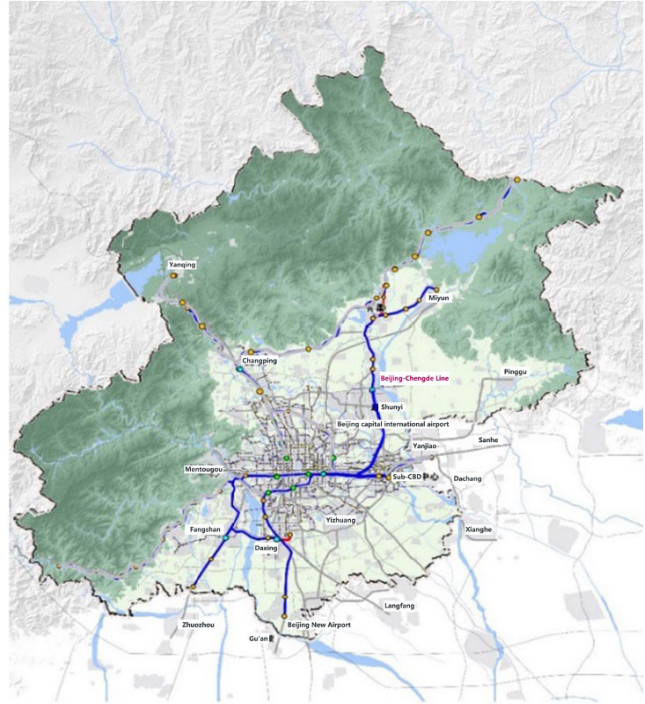 Yanqing
Miyun
Changping
Pinggu
Beijing-Chengde Line
Shunyi
Beijing capital international airport
Yanjiao
Sanhe
Mentougou
Sub-CBD
Dachang
Yizhuang
Fangshan
Xianghe
Daxing
Langfang
Zhuozhou
Beijing New Airport
Gu'an